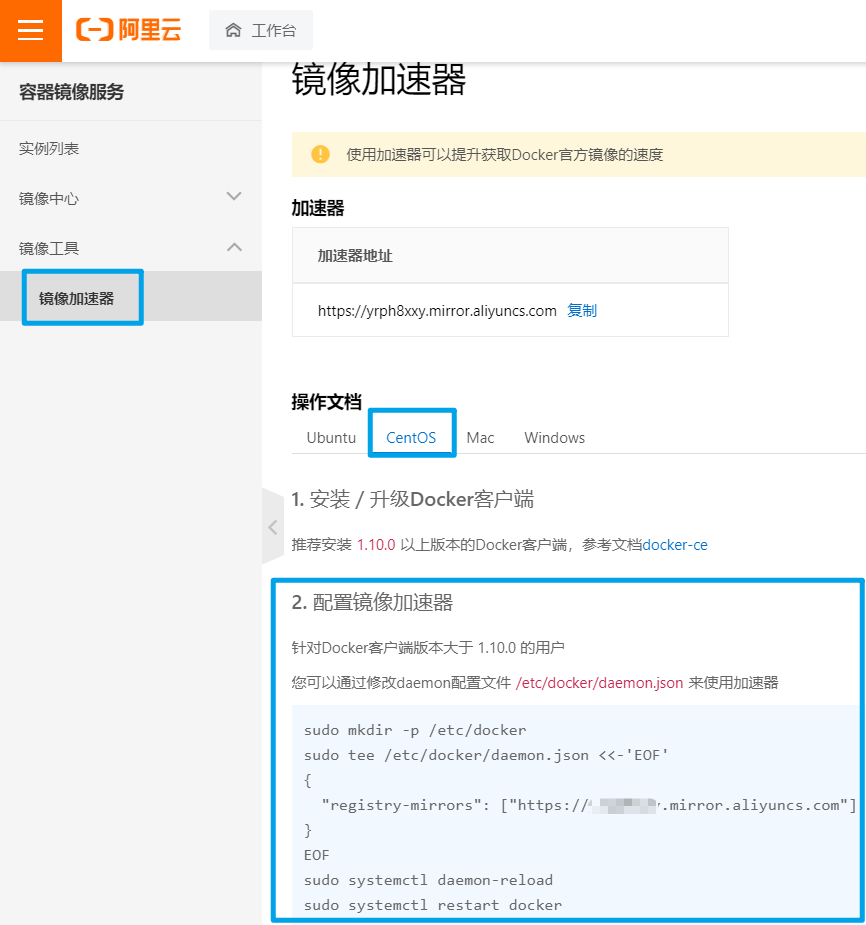 阿里云
工作台
容器镜像服务
实例列表
镜像中心
镜像工具
镜像加速器
镜像加速器
使用加速器可以提升获取Docker官方镜像的速度
加速器
加速器地址
https://yrph8xxy.mirror.aliyuncs.com 复制
操作文档
Ubuntu CentOS Mac Windows
1. 安装 / 升级Docker客户端
推荐安装 1.10.0 以上版本的Docker客户端，参考文档docker-ce
2. 配置镜像加速器
针对Docker客户端版本大于 1.10.0 的用户
您可以通过修改daemon配置文件 /etc/docker/daemon.json 来使用加速器
sudo mkdir -p /etc/docker
sudo tee /etc/docker/daemon.json <<-'EOF'
{
"registry-mirrors": ["https:// .mirror.aliyuncs.com"]
}
EOF
sudo systemctl daemon-reload
sudo systemctl restart docker